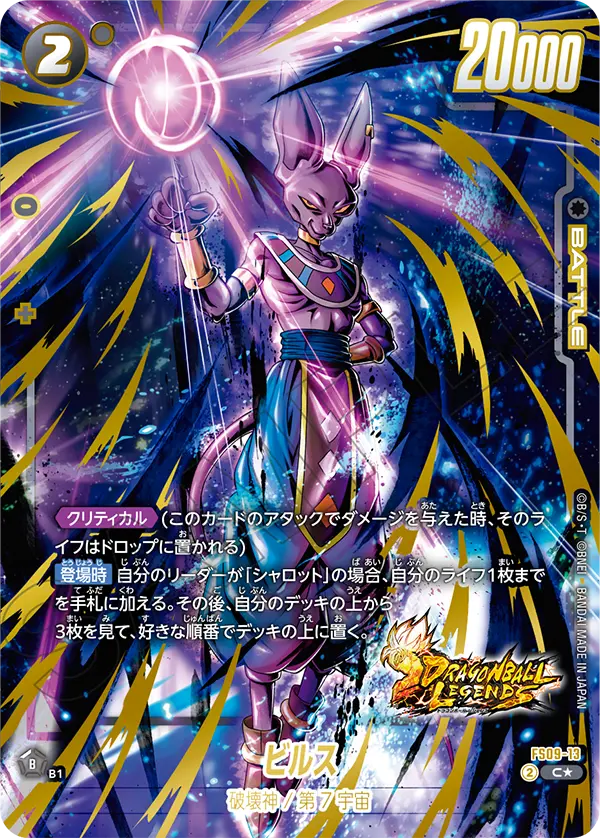 2
20000
BATTLE
クリティカル (このカードのアタックでダメージを与えた時、そのラ
イフはドロップに置かれる)
登場時 自分のリーダーが「シャロット」の場合、自分のライフ1枚まで
を手札に加える。その後、自分のデッキの上から
3枚を見て、好きな順番でデッキの上に置く。
©B/S・T ©BNE ・ BANDAI MADE IN JAPAN
DRAGONBALL
LEGENDS
B
B1
ビルス
破壊神 / 第7宇宙
FS09-13
2 C★